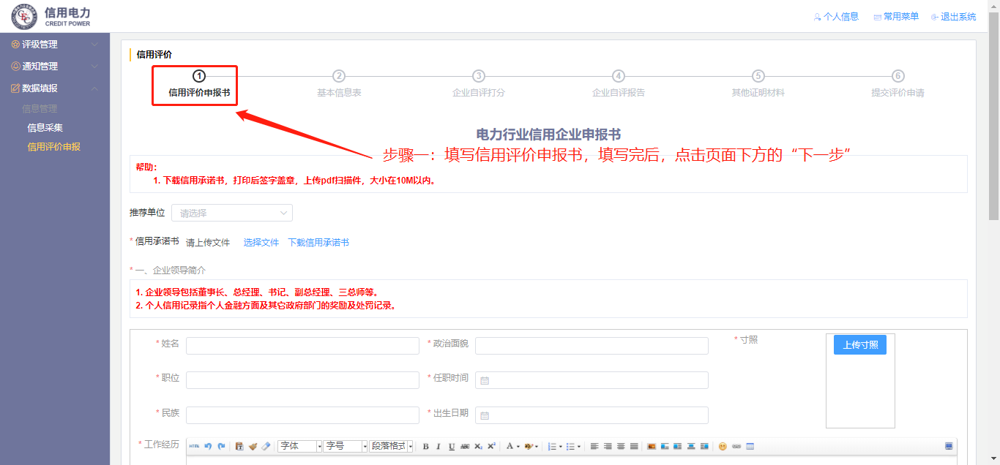 信用电力
CREDIT POWER
个人信息 常用菜单 退出系统
评级管理
通知管理
数据填报
信息管理
信息采集
信用评价申报
信用评价
1 2 3 4 5 6
信用评价申报书 基本信息表 企业自评打分 企业自评报告 其他证明材料 提交评价申请
电力行业信用企业申报书
步骤一：填写信用评价申报书，填写完后，点击页面下方的“下一步”
帮助：
1. 下载信用承诺书，打印后签字盖章，上传pdf扫描件，大小在10M以内。
推荐单位 请选择
*信用承诺书 请上传文件 选择文件 下载信用承诺书
*一、企业领导简介
1. 企业领导包括董事长、总经理、书记、副总经理、三总师等。
2. 个人信用记录指个人金融方面及其它政府部门的奖励及处罚记录。
*姓名 *政治面貌 *寸照 上传寸照
*职位 *任职时间
*民族 *出生日期
*工作经历 HTML 字体 字号 段落格式 B I U ABC X₂ X² A